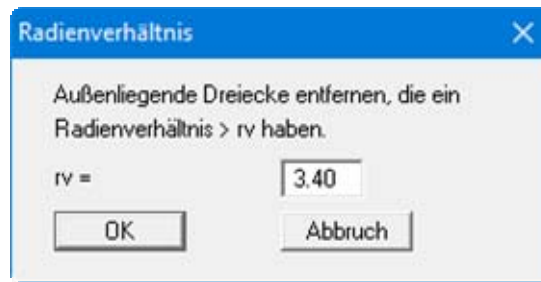 Radienverhältnis
Außenliegende Dreiecke entfernen, die ein
Radienverhältnis > rv haben.
rv = 3.40
OK Abbruch